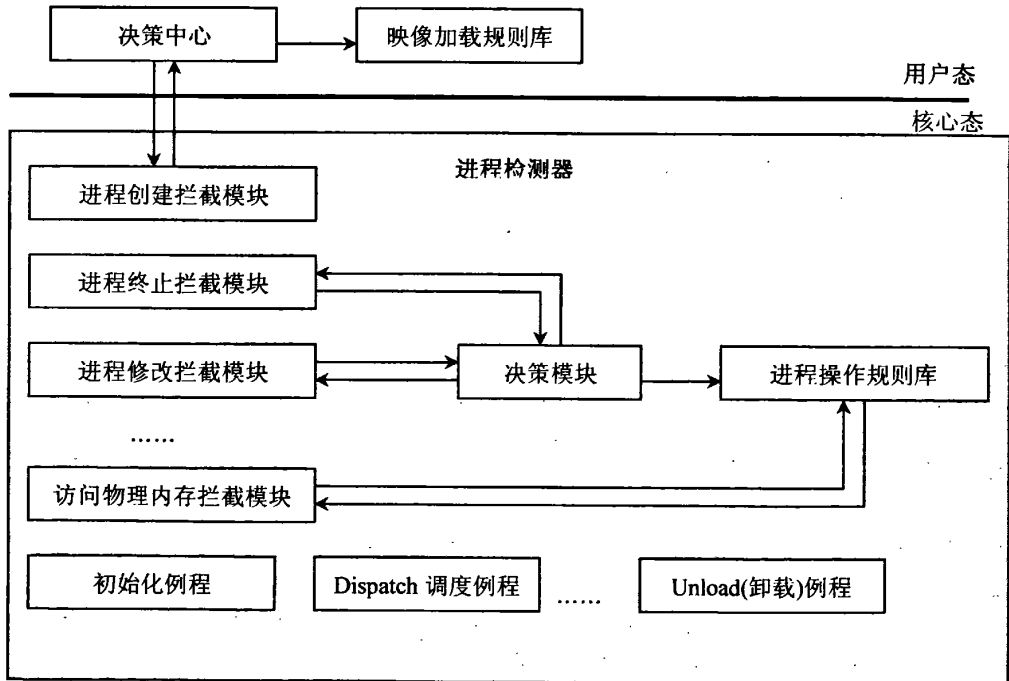 决策中心
映像加载规则库
用户态
核心态
进程检测器
进程创建拦截模块
进程终止拦截模块
进程修改拦截模块
决策模块
进程操作规则库
……
访问物理内存拦截模块
初始化例程
Dispatch 调度例程
……
Unload(卸载)例程